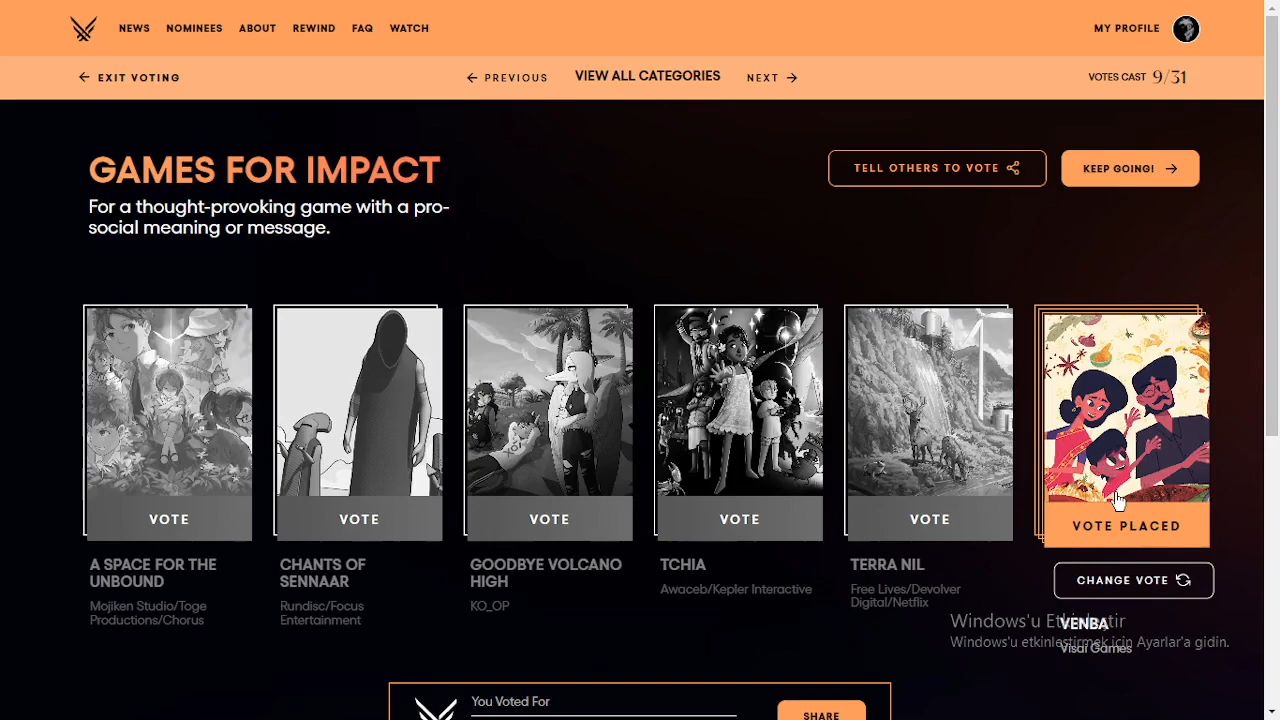 NEWS NOMINEES ABOUT REWIND FAQ WATCH MY PROFILE
EXIT VOTING PREVIOUS VIEW ALL CATEGORIES NEXT VOTES CAST 9/31
GAMES FOR IMPACT
For a thought-provoking game with a pro-
social meaning or message.
TELL OTHERS TO VOTE
KEEP GOING!
VOTE
A SPACE FOR THE
UNBOUND
Mojiken Studio/Toge
Productions/Chorus
VOTE
CHANTS OF
SENNAAR
Rundisc/Focus
Entertainment
VOTE
GOODBYE VOLCANO
HIGH
KO_OP
VOTE
TCHIA
Awaceb/Kepler Interactive
VOTE
TERRA NIL
Free Lives/Devolver
Digital/Netflix
VOTE PLACED
CHANGE VOTE
VENBA
Visai Games
Windows'u Etkinleştir
Windows'u etkinleştirmek için Ayarlar'a gidin.
You Voted For
SHARE